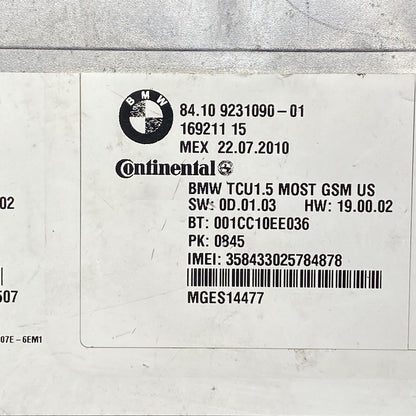 BMW
84.10 9231090-01
169211 15
MEX 22.07.2010
Continental
BMW TCU1.5 MOST GSM US
SW: 0D.01.03 HW: 19.00.02
BT: 001CC10EE036
PK: 0845
IMEI: 358433025784878
MGES14477
02
507
07E-6EM1